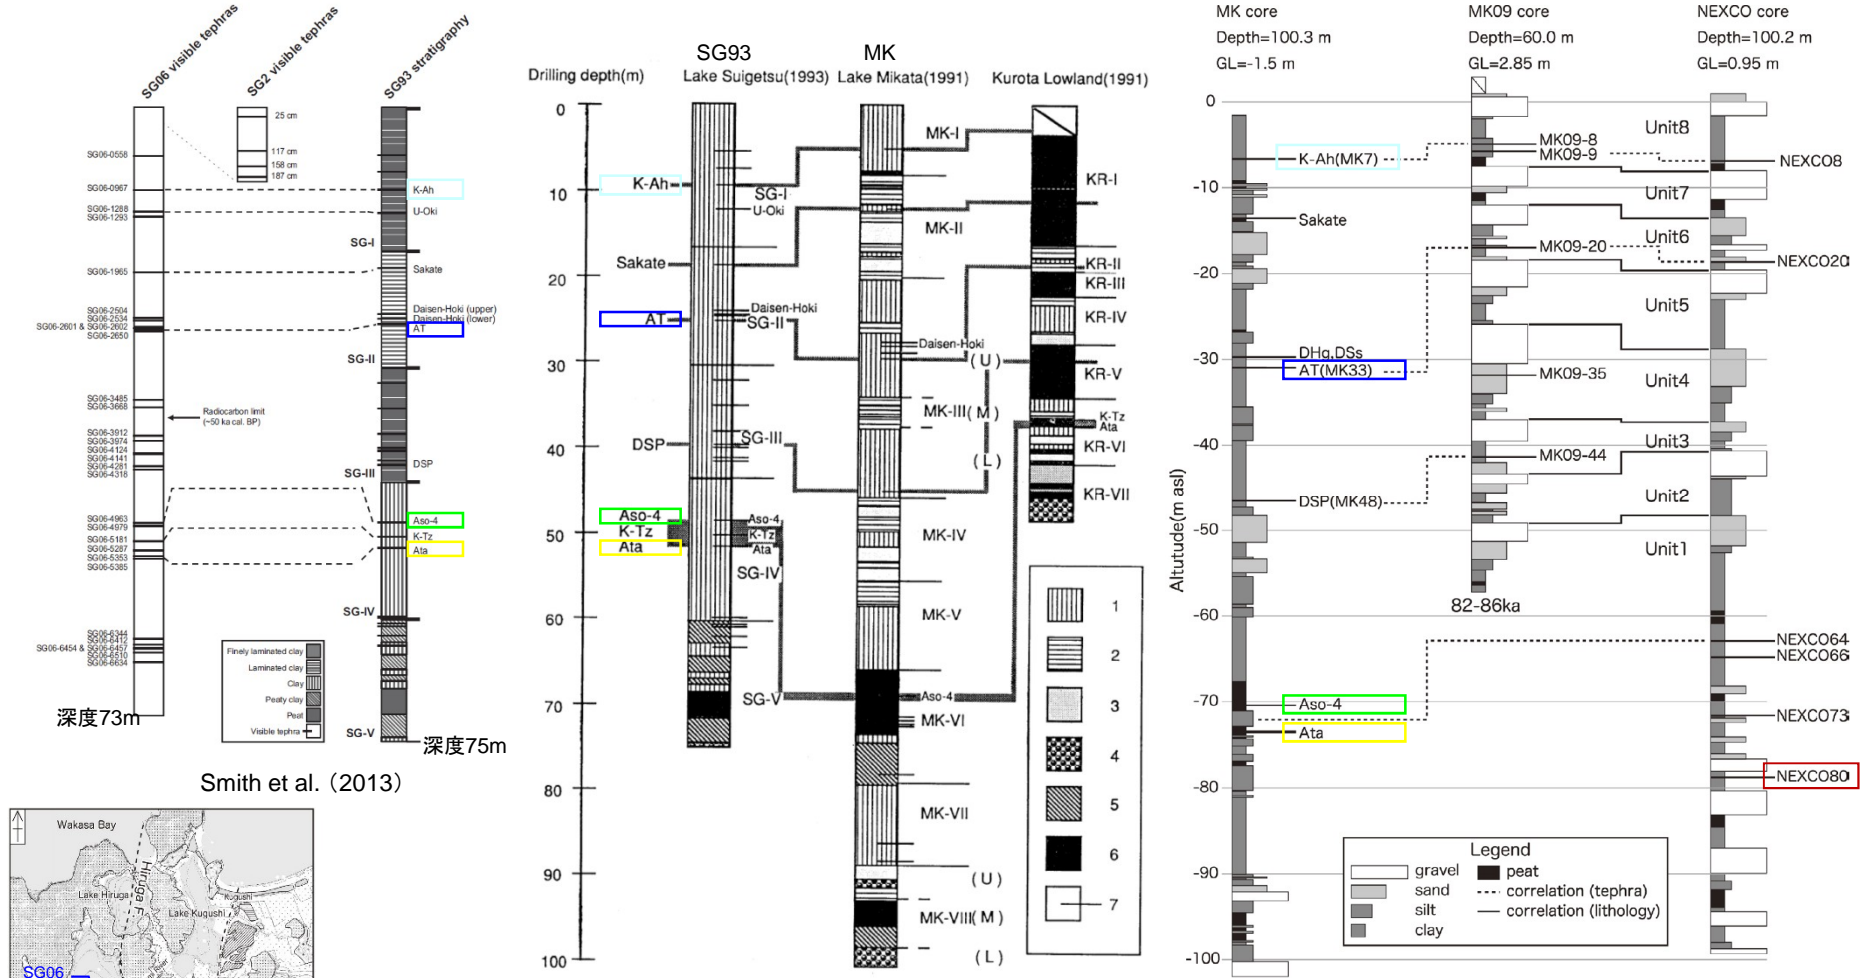 SG06 visible tephras
SG2 visible tephras
SG93 stratigraphy
25 cm
117 cm
158 cm
187 cm
SG06-0558
SG06-0967
SG06-1288
SG06-1293
SG06-1965
SG06-2504
SG06-2534
SG06-2601 & SG06-2602
SG06-2650
SG06-3485
SG06-3668
Radiocarbon limit
(~50 ka cal. BP)
SG06-3912
SG06-3974
SG06-4124
SG06-4141
SG06-4281
SG06-4318
SG06-4963
SG06-4979
SG06-5181
SG06-5287
SG06-5353
SG06-5385
SG06-6344
SG06-6412
SG06-6454 & SG06-6457
SG06-6510
SG06-6634
K-Ah
U-Oki
SG-I
Sakate
Daisen-Hoki (upper)
Daisen-Hoki (lower)
AT
SG-II
DSP
SG-III
Aso-4
K-Tz
Ata
SG-IV
SG-V
Finely laminated clay
Laminated clay
Clay
Peaty clay
Peat
Visible tephra
深度73m
深度75m
Smith et al.（2013）
Wakasa Bay
Hiruga F.
Lake Hiruga
Lake Kugushi
Kugushi
SG06
SG93
MK
Drilling depth(m)
Lake Suigetsu(1993)
Lake Mikata(1991)
Kurota Lowland(1991)
0
10
20
30
40
50
60
70
80
90
100
K-Ah
Sakate
AT
DSP
Aso-4
K-Tz
Ata
SG-I
U-Oki
Daisen-Hoki
SG-II
SG-III
Aso-4
K-Tz
Ata
SG-IV
SG-V
MK-I
MK-II
Daisen-Hoki
(U)
MK-III(M)
(L)
MK-IV
MK-V
Aso-4
MK-VI
MK-VII
(U)
MK-VIII(M)
(L)
KR-I
KR-II
KR-III
KR-IV
KR-V
K-Tz
Ata
KR-VI
KR-VII
1
2
3
4
5
6
7
MK core
Depth=100.3 m
GL=-1.5 m
MK09 core
Depth=60.0 m
GL=2.85 m
NEXCO core
Depth=100.2 m
GL=0.95 m
Altutude(m asl)
0
-10
-20
-30
-40
-50
-60
-70
-80
-90
-100
K-Ah(MK7)
Sakate
DHg,DSs
AT(MK33)
DSP(MK48)
Aso-4
Ata
MK09-8
MK09-9
MK09-20
MK09-35
MK09-44
82-86ka
Unit8
Unit7
Unit6
Unit5
Unit4
Unit3
Unit2
Unit1
NEXCO8
NEXCO20
NEXCO64
NEXCO66
NEXCO73
NEXCO80
Legend
gravel
sand
silt
clay
peat
correlation (tephra)
correlation (lithology)